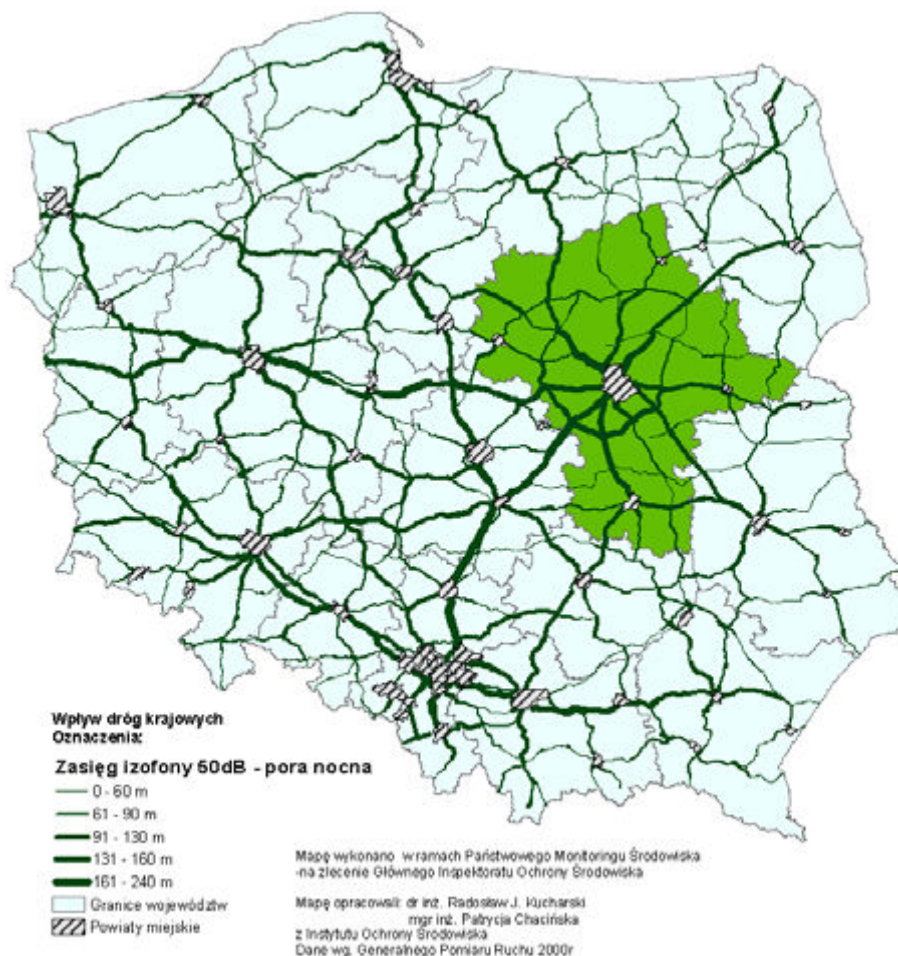 Wpływ dróg krajowych
Oznaczenia:
Zasięg izofony 50dB - pora nocna
0 - 60 m
61 - 90 m
91 - 130 m
131 - 160 m
161 - 240 m
Granice województw
Powiaty miejskie
Mapę wykonano w ramach Państwowego Monitoringu Środowiska
-na zlecenie Głównego Inspektoratu Ochrony Środowiska
Mapę opracowali: dr inż. Radosław J. Kucharski
mgr inż. Patrycja Chacińska
z Instytutu Ochrony Środowiska
Dane wg. Generalnego Pomiaru Ruchu 2000r